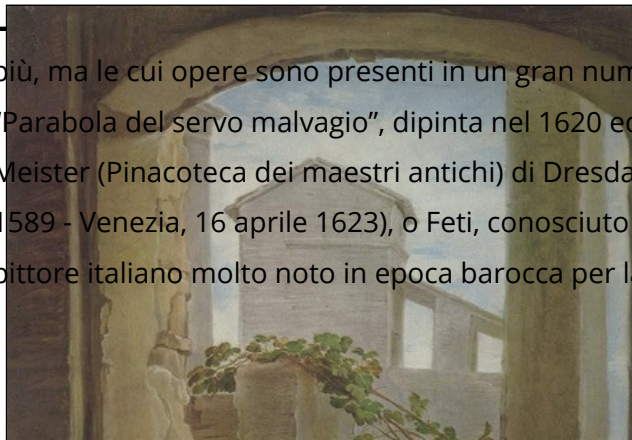 più, ma le cui opere sono presenti in un gran num
"Parabola del servo malvagio”, dipinta nel 1620 ed
Meister (Pinacoteca dei maestri antichi) di Dresda
1589 - Venezia, 16 aprile 1623), o Feti, conosciuto
pittore italiano molto noto in epoca barocca per la